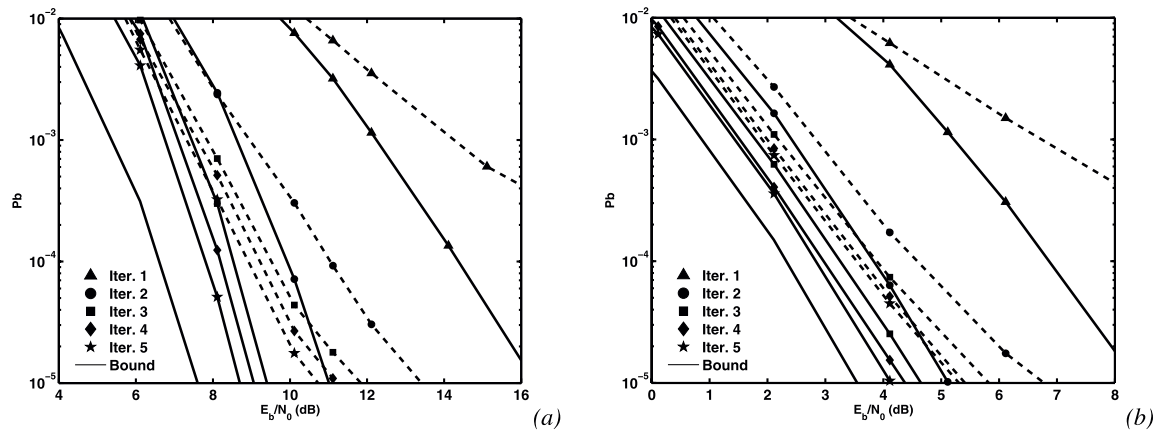 10⁻²
10⁻³
10⁻⁴
10⁻⁵
Pb
4 6 8 10 12 14 16
E_b/N_0 (dB)
Iter. 1
Iter. 2
Iter. 3
Iter. 4
Iter. 5
Bound
(a)
10⁻²
10⁻³
10⁻⁴
10⁻⁵
Pb
0 1 2 3 4 5 6 7 8
E_b/N_0 (dB)
Iter. 1
Iter. 2
Iter. 3
Iter. 4
Iter. 5
Bound
(b)